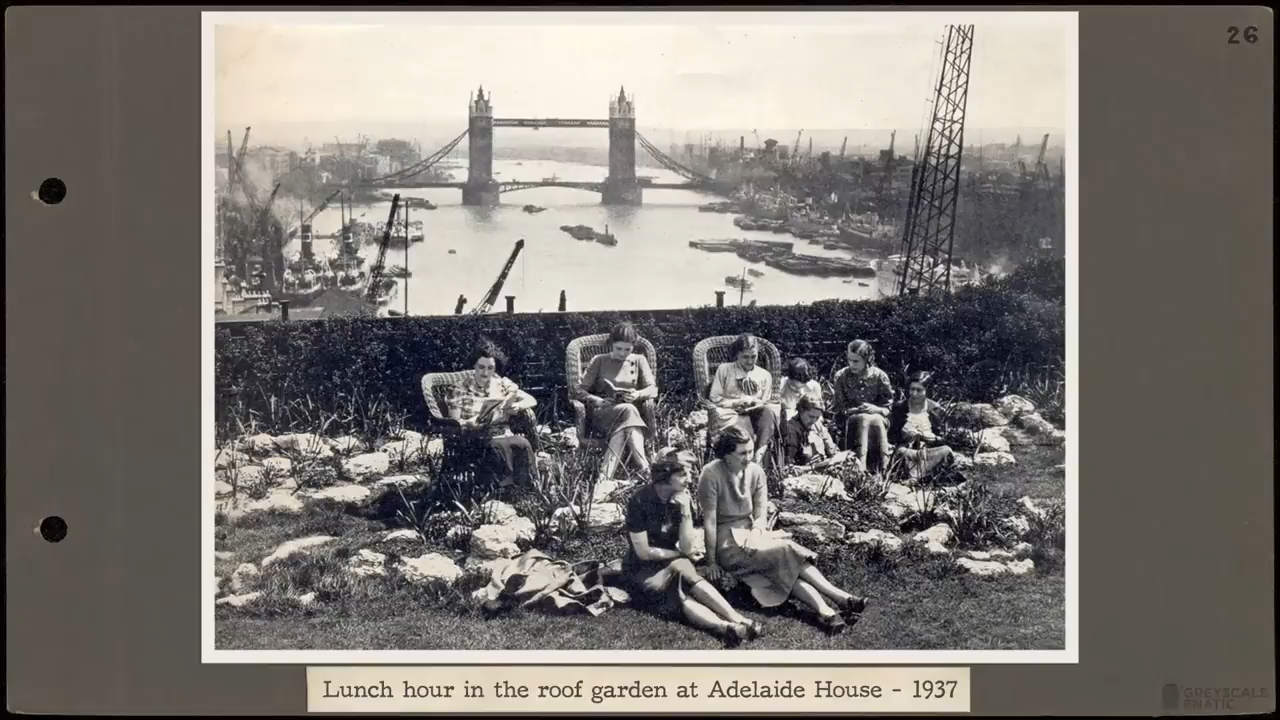 26
Lunch hour in the roof garden at Adelaide House - 1937
GREYSCALE
FNATIC